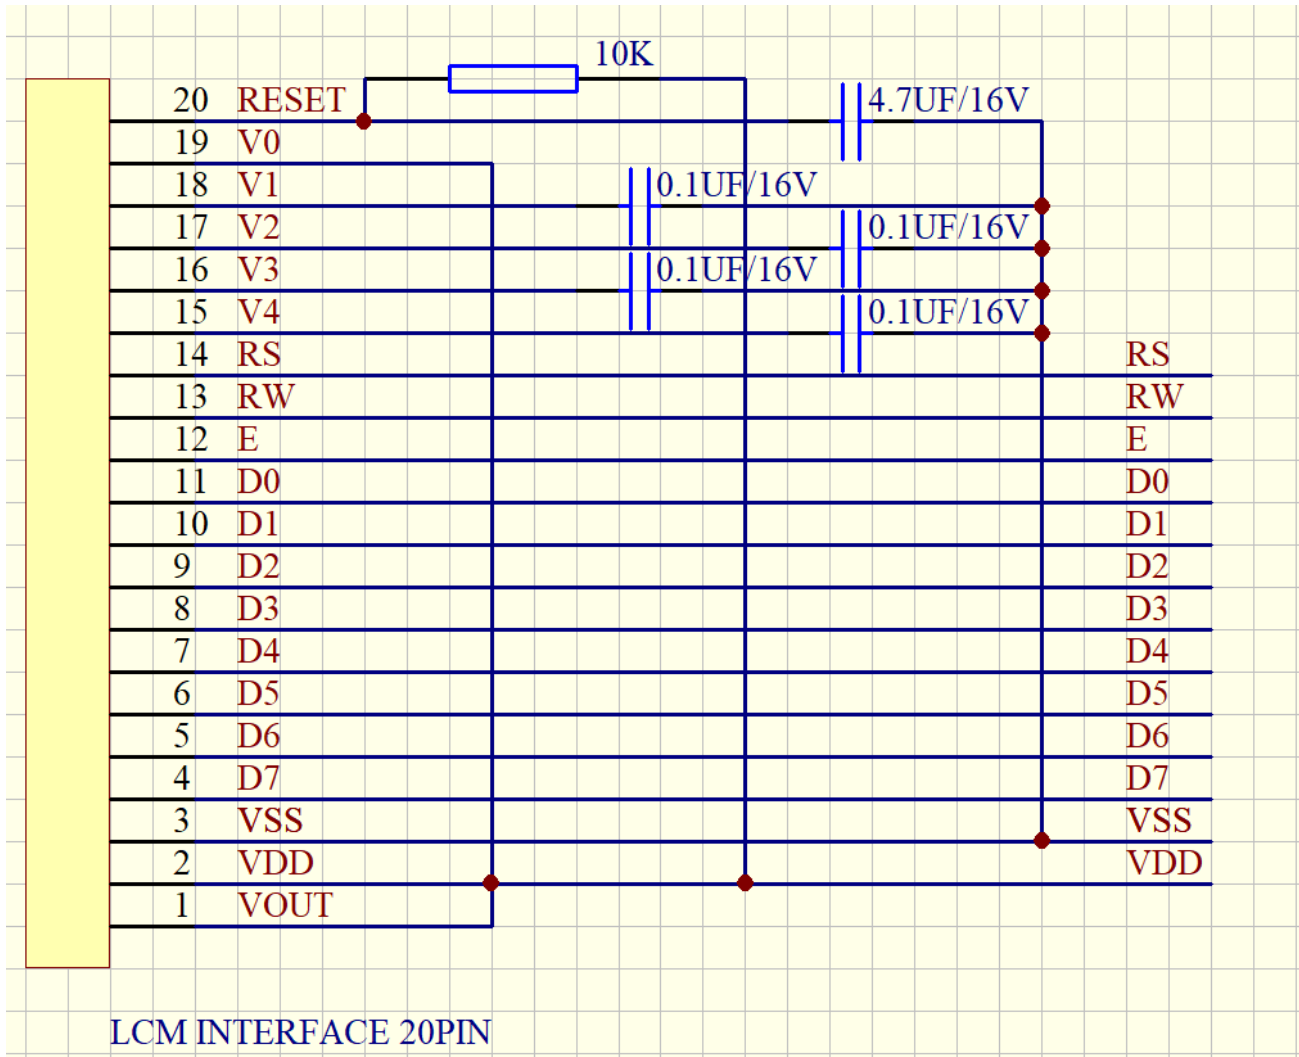 10K
20 RESET 4.7UF/16V
19 V0
18 V1 0.1UF/16V
17 V2 0.1UF/16V
16 V3 0.1UF/16V
15 V4 0.1UF/16V
14 RS RS
13 RW RW
12 E E
11 D0 D0
10 D1 D1
9 D2 D2
8 D3 D3
7 D4 D4
6 D5 D5
5 D6 D6
4 D7 D7
3 VSS VSS
2 VDD VDD
1 VOUT
LCM INTERFACE 20PIN